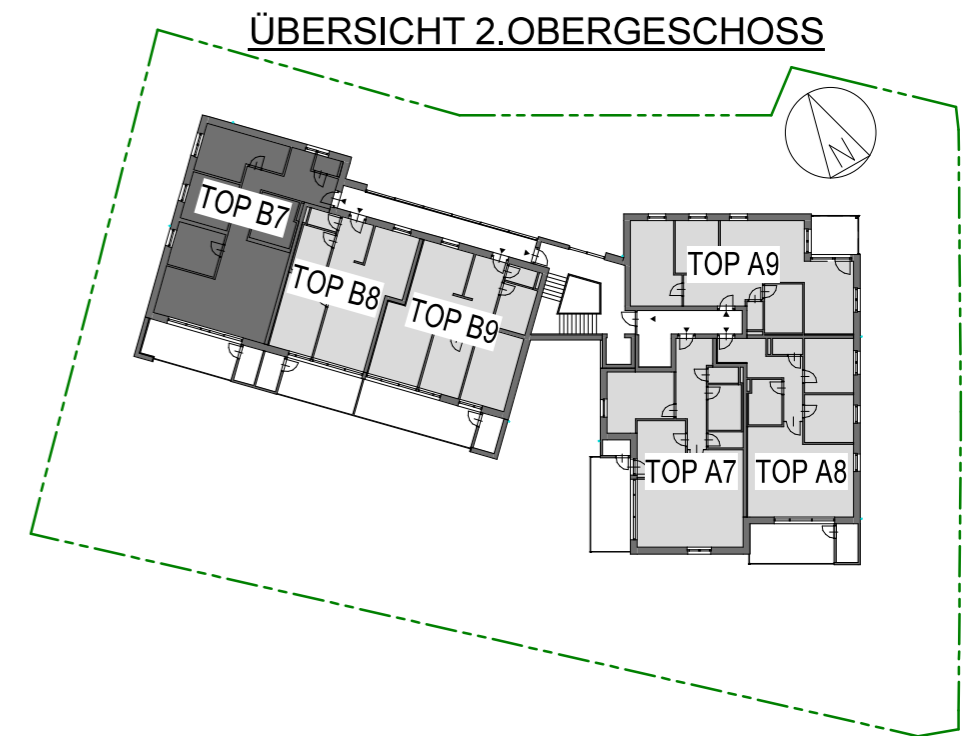 ÜBERSICHT 2.OBERGESCHOSS
N
TOP B7
TOP B8
TOP B9
TOP A9
TOP A7
TOP A8